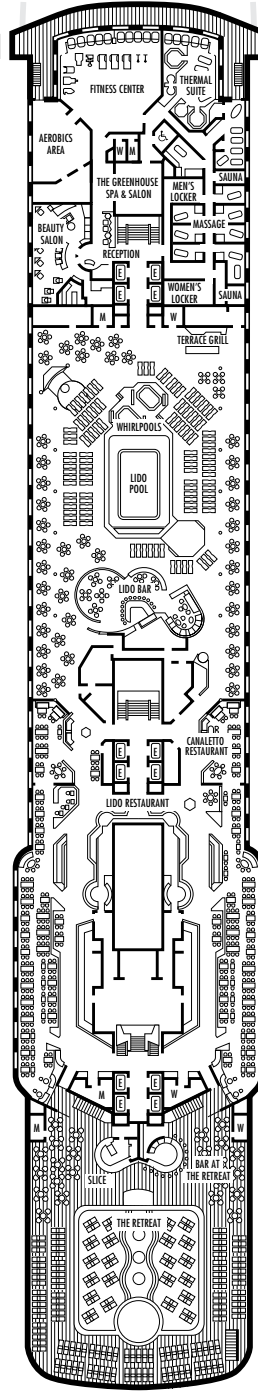 FITNESS CENTER
THERMAL
SUITE
AEROBICS
AREA
W M
THE GREENHOUSE
SPA & SALON
SAUNA
MEN'S
LOCKER
MASSAGE
BEAUTY
SALON
RECEPTION
E E
E E
WOMEN'S
LOCKER
SAUNA
M W
TERRACE GRILL
WHIRLPOOLS
LIDO
POOL
LIDO BAR
CANALETTO
RESTAURANT
E E
E E
LIDO RESTAURANT
E E
E E
M W
M W
SLICE
BAR AT
THE RETREAT
THE RETREAT